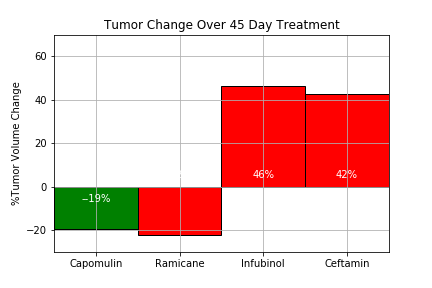 Tumor Change Over 45 Day Treatment
%Tumor Volume Change
60
40
20
0
−20
−19%
46%
42%
Capomulin
Ramicane
Infubinol
Ceftamin